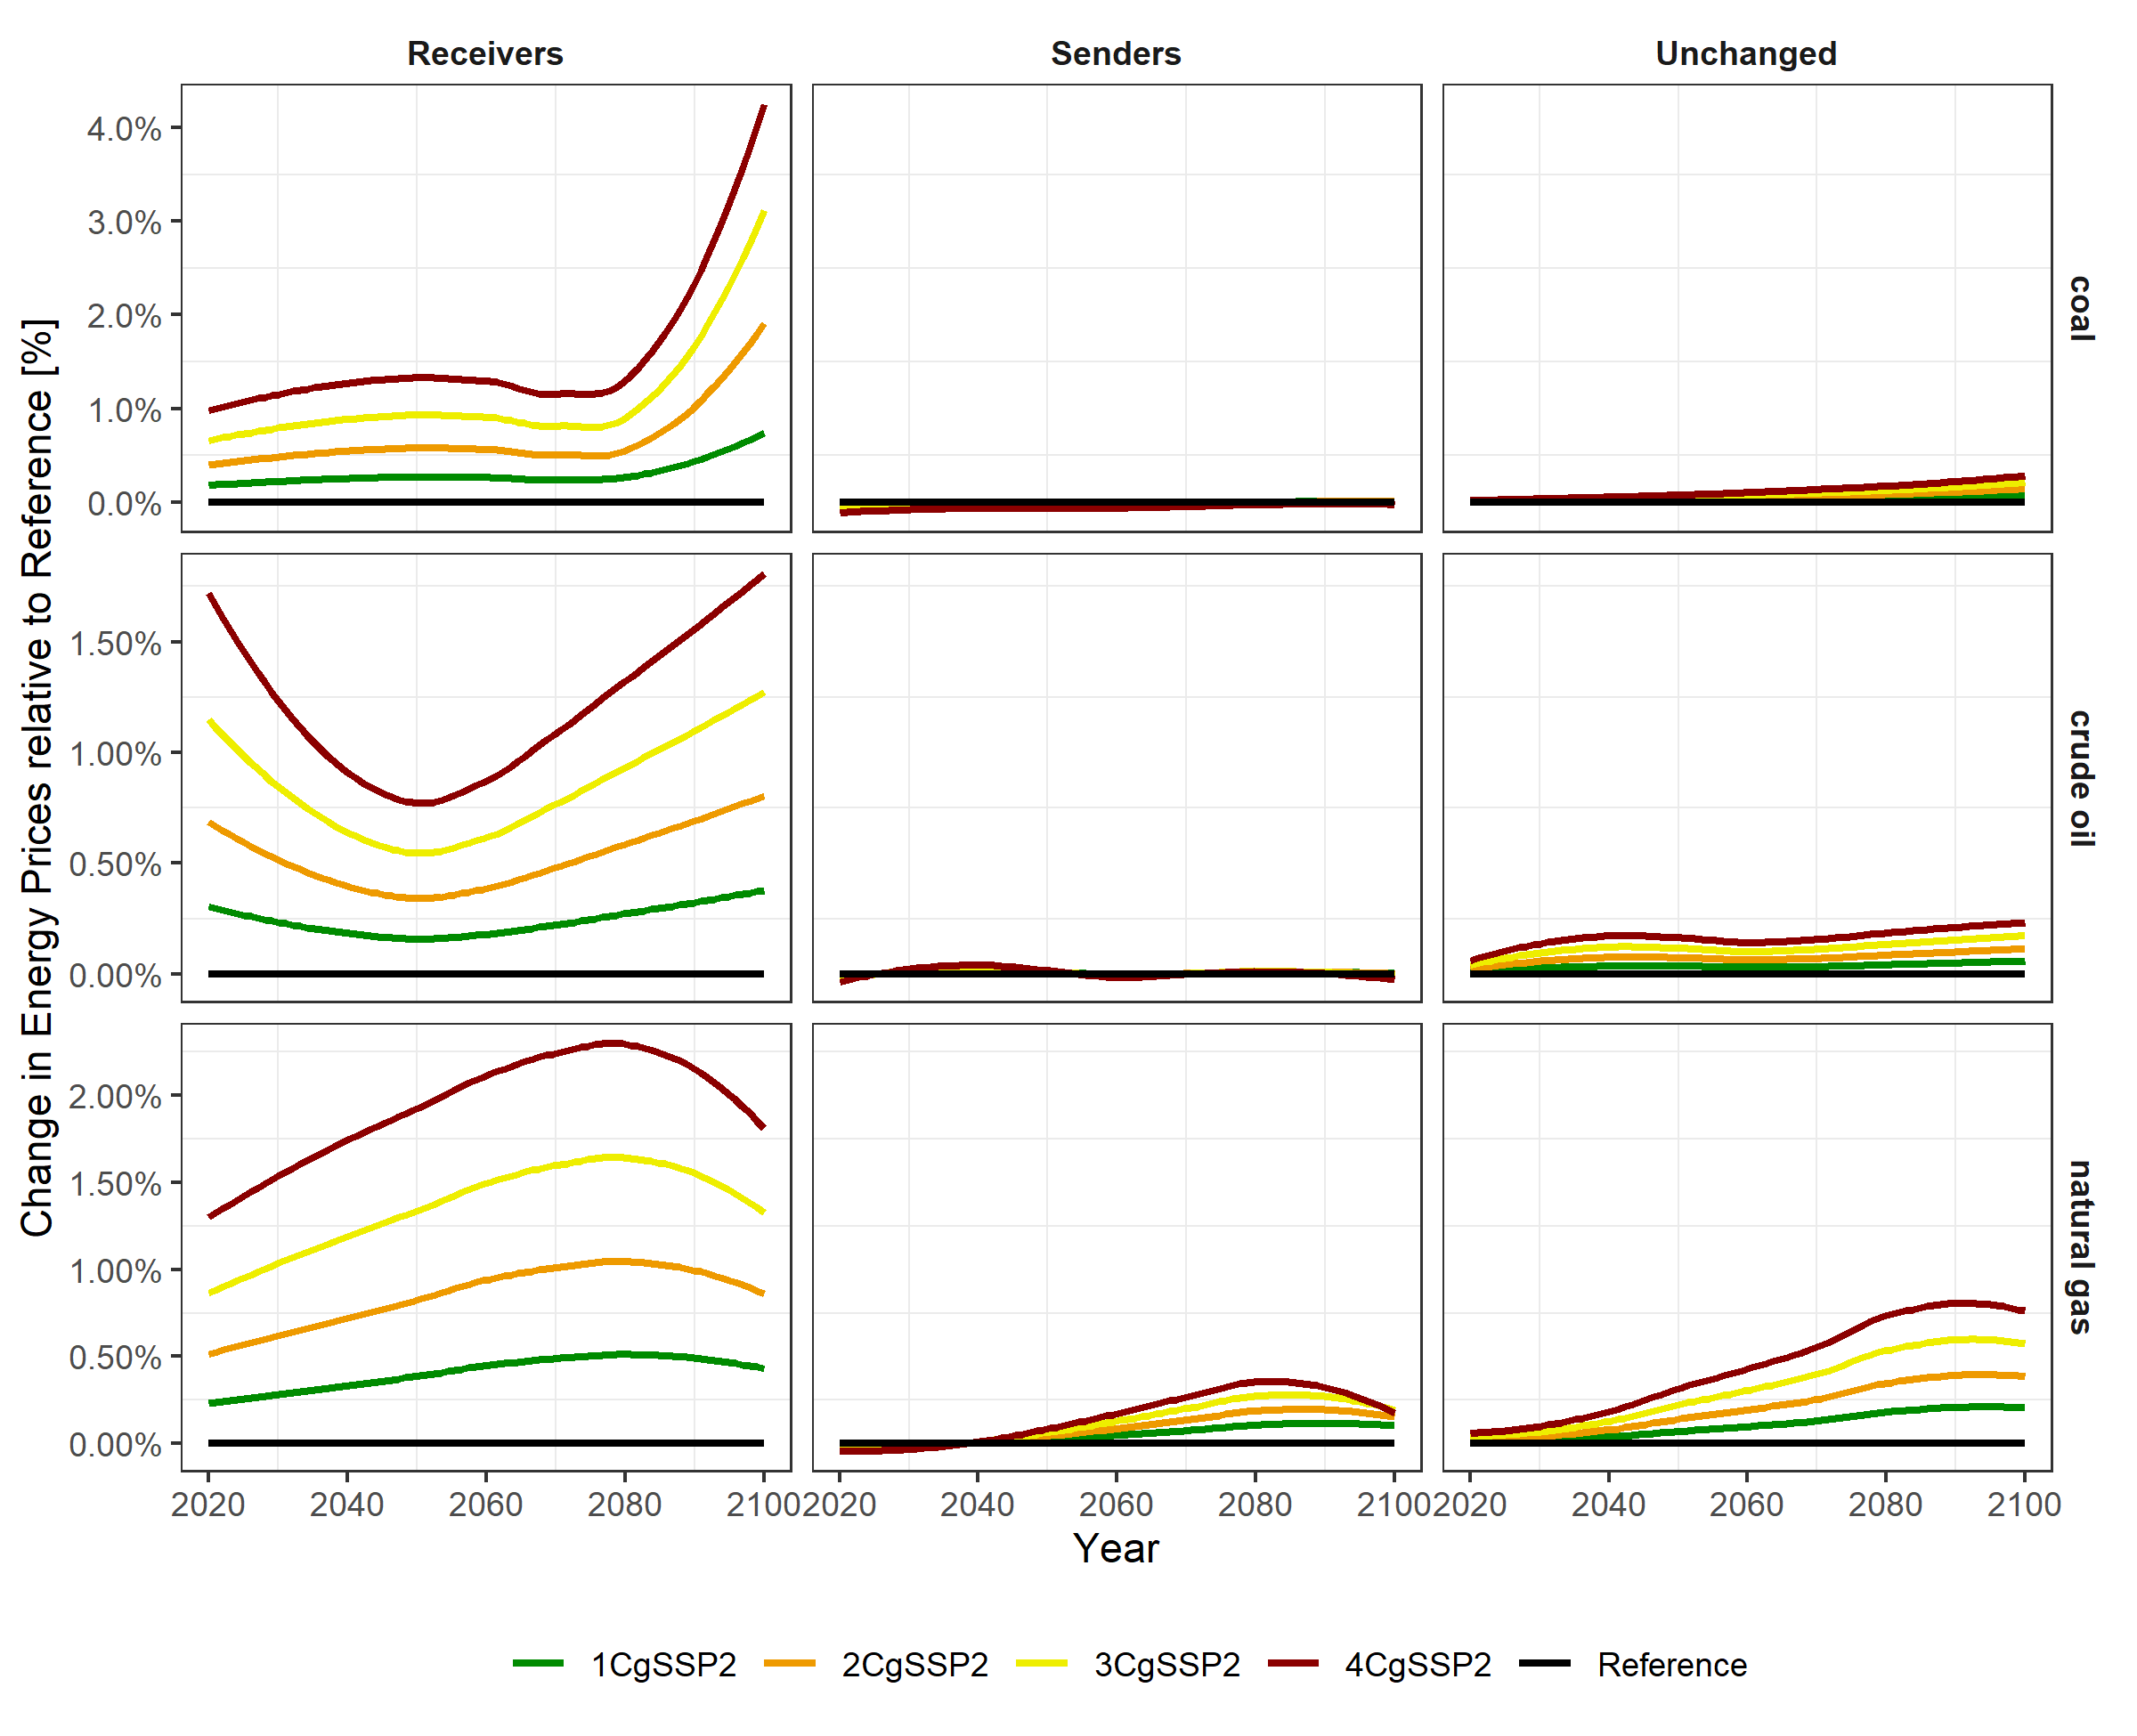 Receivers
Senders
Unchanged
Change in Energy Prices relative to Reference [%]
4.0%
3.0%
2.0%
1.0%
0.0%
coal
1.50%
1.00%
0.50%
0.00%
crude oil
2.00%
1.50%
1.00%
0.50%
0.00%
natural gas
2020 2040 2060 2080 2100
2020 2040 2060 2080 2100
2020 2040 2060 2080 2100
Year
1CgSSP2 2CgSSP2 3CgSSP2 4CgSSP2 Reference